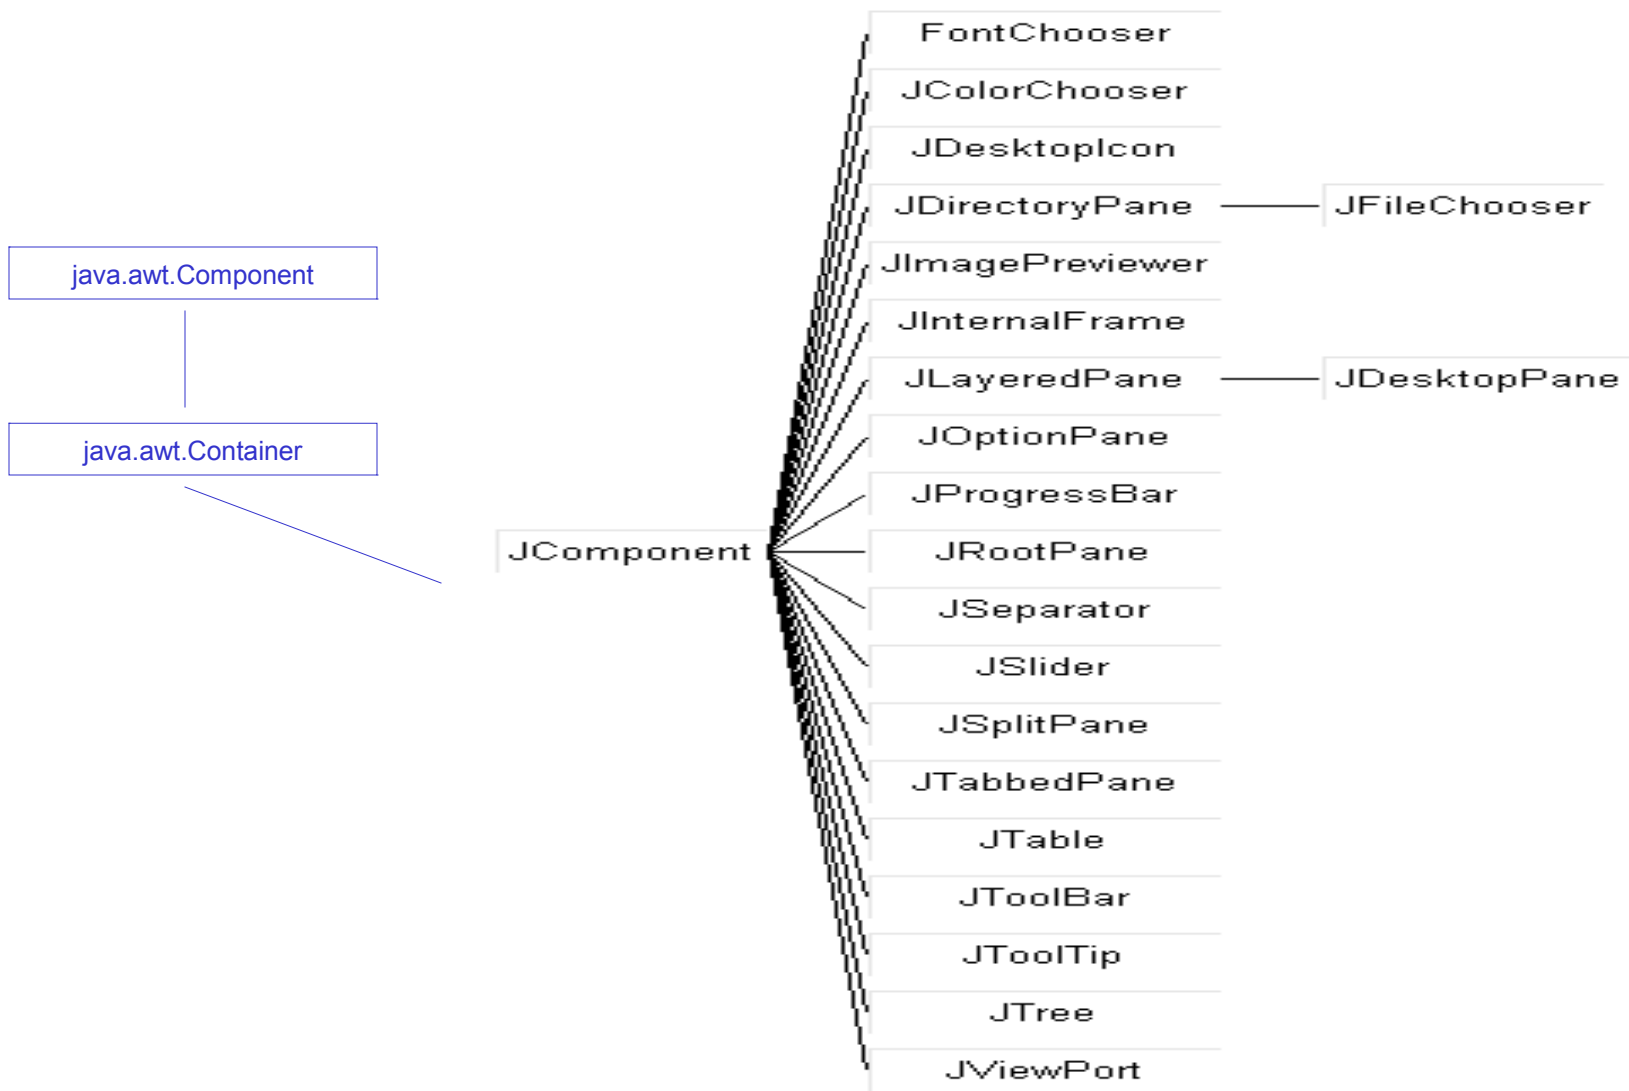 FontChooser
JColorChooser
JDesktopIcon
JDirectoryPane
JFileChooser
JImagePreviewer
java.awt.Component
JInternalFrame
JLayeredPane
JDesktopPane
JOptionPane
java.awt.Container
JProgressBar
JComponent
JRootPane
JSeparator
JSlider
JSplitPane
JTabbedPane
JTable
JToolBar
JToolTip
JTree
JViewPort